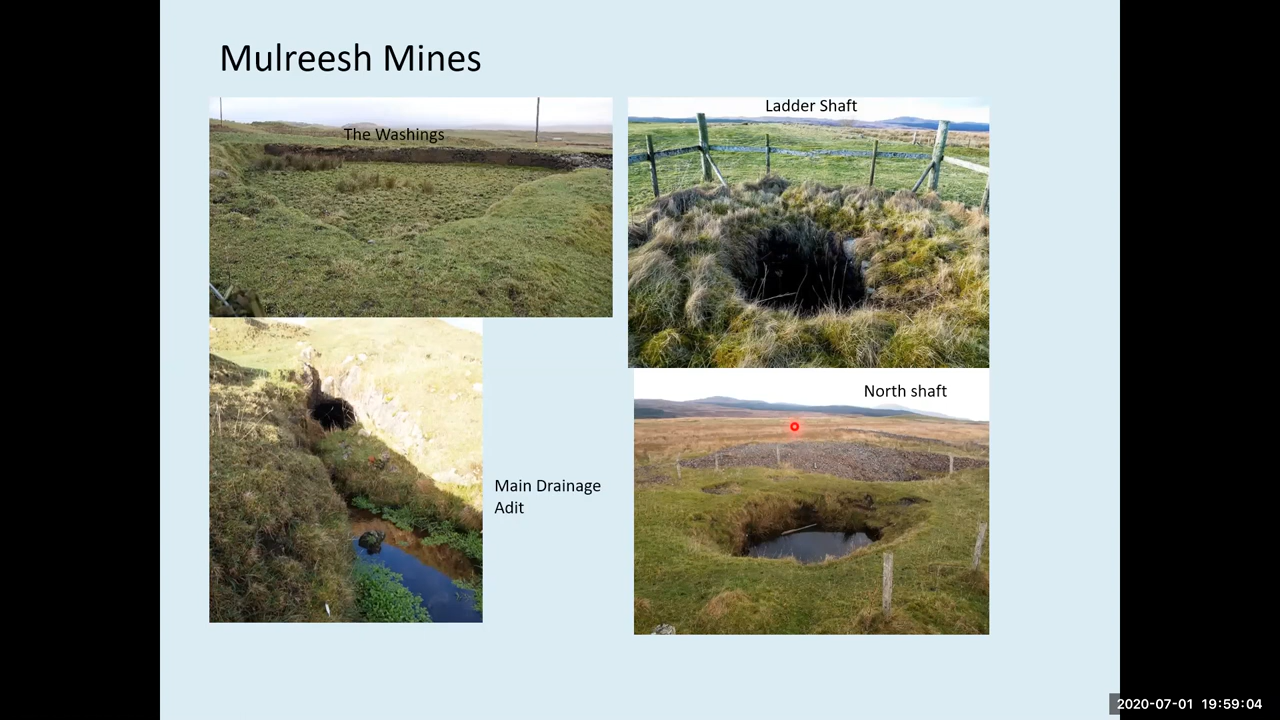 Mulreesh Mines
The Washings
Ladder Shaft
North shaft
Main Drainage
Adit
2020-07-01 19:59:04